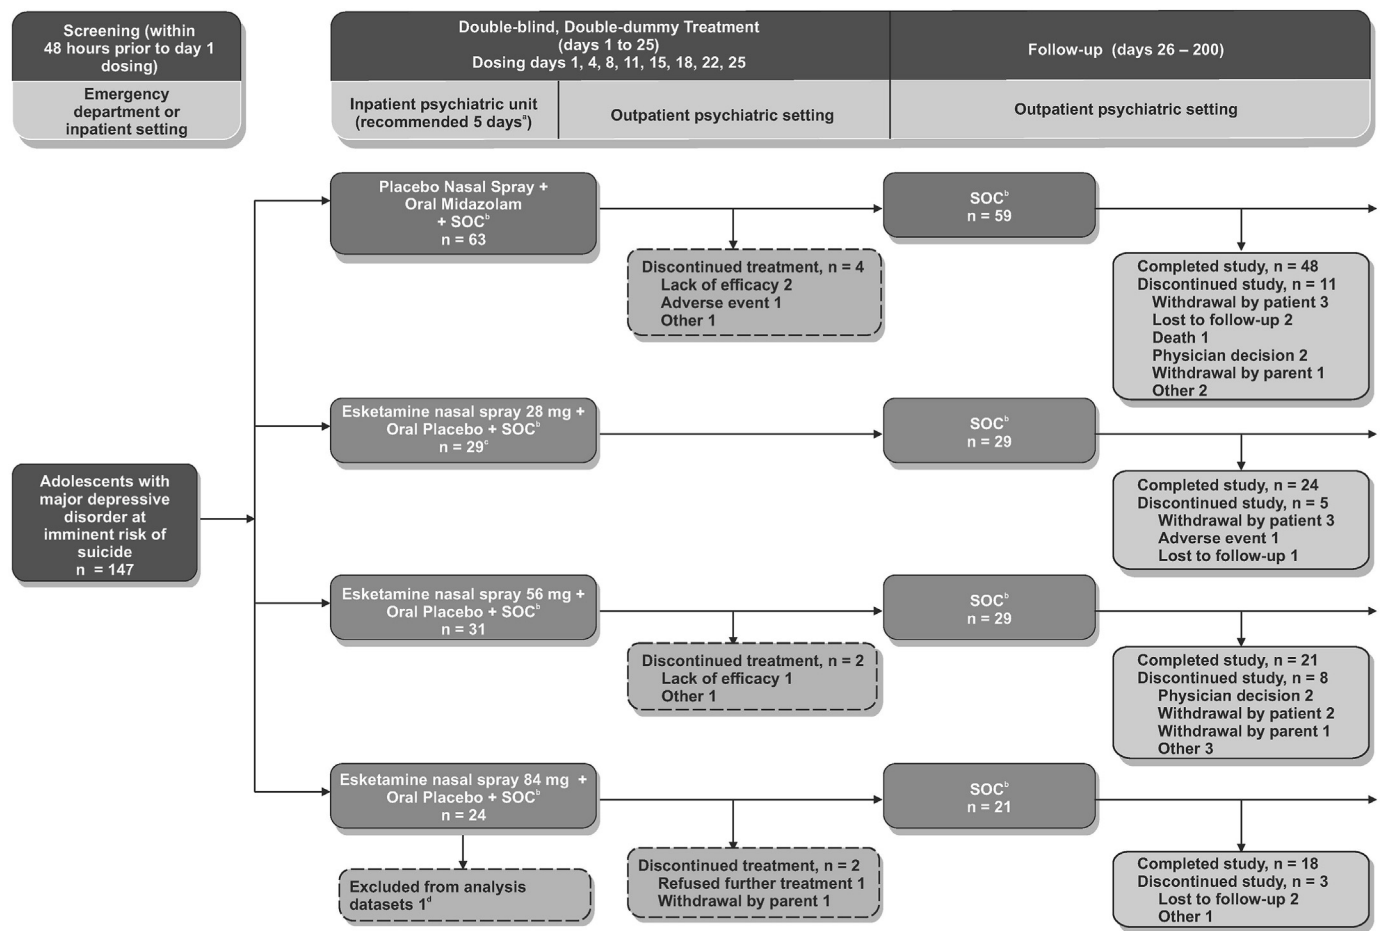 Screening (within
48 hours prior to day 1
dosing)
Emergency
department or
inpatient setting
Double-blind, Double-dummy Treatment
(days 1 to 25)
Dosing days 1, 4, 8, 11, 15, 18, 22, 25
Follow-up (days 26 – 200)
Inpatient psychiatric unit
(recommended 5 daysᵃ)
Outpatient psychiatric setting
Outpatient psychiatric setting
Adolescents with
major depressive
disorder at
imminent risk of
suicide
n = 147
Placebo Nasal Spray +
Oral Midazolam
+ SOCᵇ
n = 63
Discontinued treatment, n = 4
Lack of efficacy 2
Adverse event 1
Other 1
SOCᵇ
n = 59
Completed study, n = 48
Discontinued study, n = 11
Withdrawal by patient 3
Lost to follow-up 2
Death 1
Physician decision 2
Withdrawal by parent 1
Other 2
Esketamine nasal spray 28 mg +
Oral Placebo + SOCᵇ
n = 29ᶜ
SOCᵇ
n = 29
Completed study, n = 24
Discontinued study, n = 5
Withdrawal by patient 3
Adverse event 1
Lost to follow-up 1
Esketamine nasal spray 56 mg +
Oral Placebo + SOCᵇ
n = 31
Discontinued treatment, n = 2
Lack of efficacy 1
Other 1
SOCᵇ
n = 29
Completed study, n = 21
Discontinued study, n = 8
Physician decision 2
Withdrawal by patient 2
Withdrawal by parent 1
Other 3
Esketamine nasal spray 84 mg +
Oral Placebo + SOCᵇ
n = 24
Excluded from analysis
datasets 1ᵈ
Discontinued treatment, n = 2
Refused further treatment 1
Withdrawal by parent 1
SOCᵇ
n = 21
Completed study, n = 18
Discontinued study, n = 3
Lost to follow-up 2
Other 1